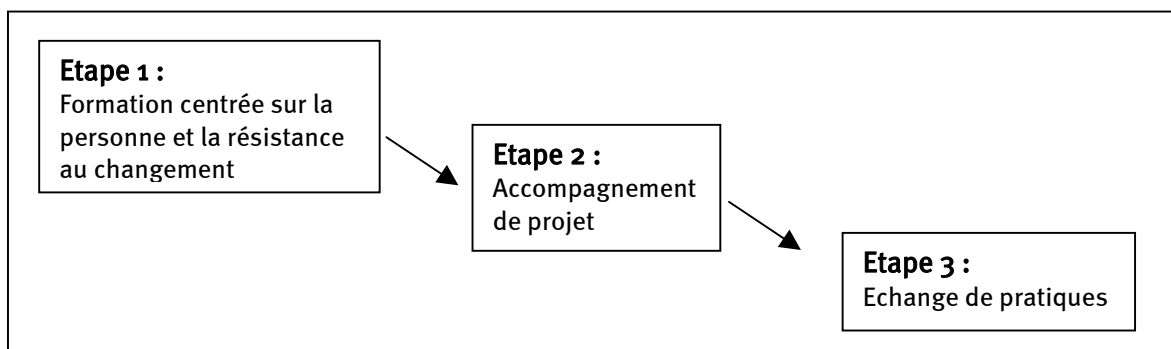 Etape 1 :
Formation centrée sur la
personne et la résistance
au changement
Etape 2 :
Accompagnement
de projet
Etape 3 :
Echange de pratiques